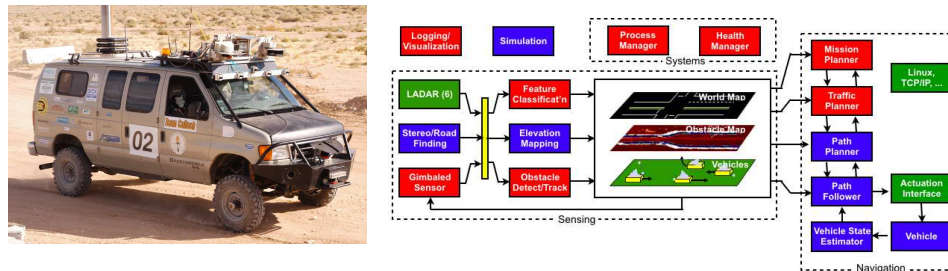 02
Team Caltech
Logging/
Visualization
Simulation
Process
Manager
Health
Manager
Systems
Mission
Planner
Linux,
TCP/IP, ...
LADAR (6)
Feature
Classificat'n
World Map
Traffic
Planner
Stereo/Road
Finding
Elevation
Mapping
Obstacle Map
Path
Planner
Gimbaled
Sensor
Obstacle
Detect/Track
Vehicles
Path
Follower
Actuation
Interface
Sensing
Vehicle State
Estimator
Vehicle
Navigation